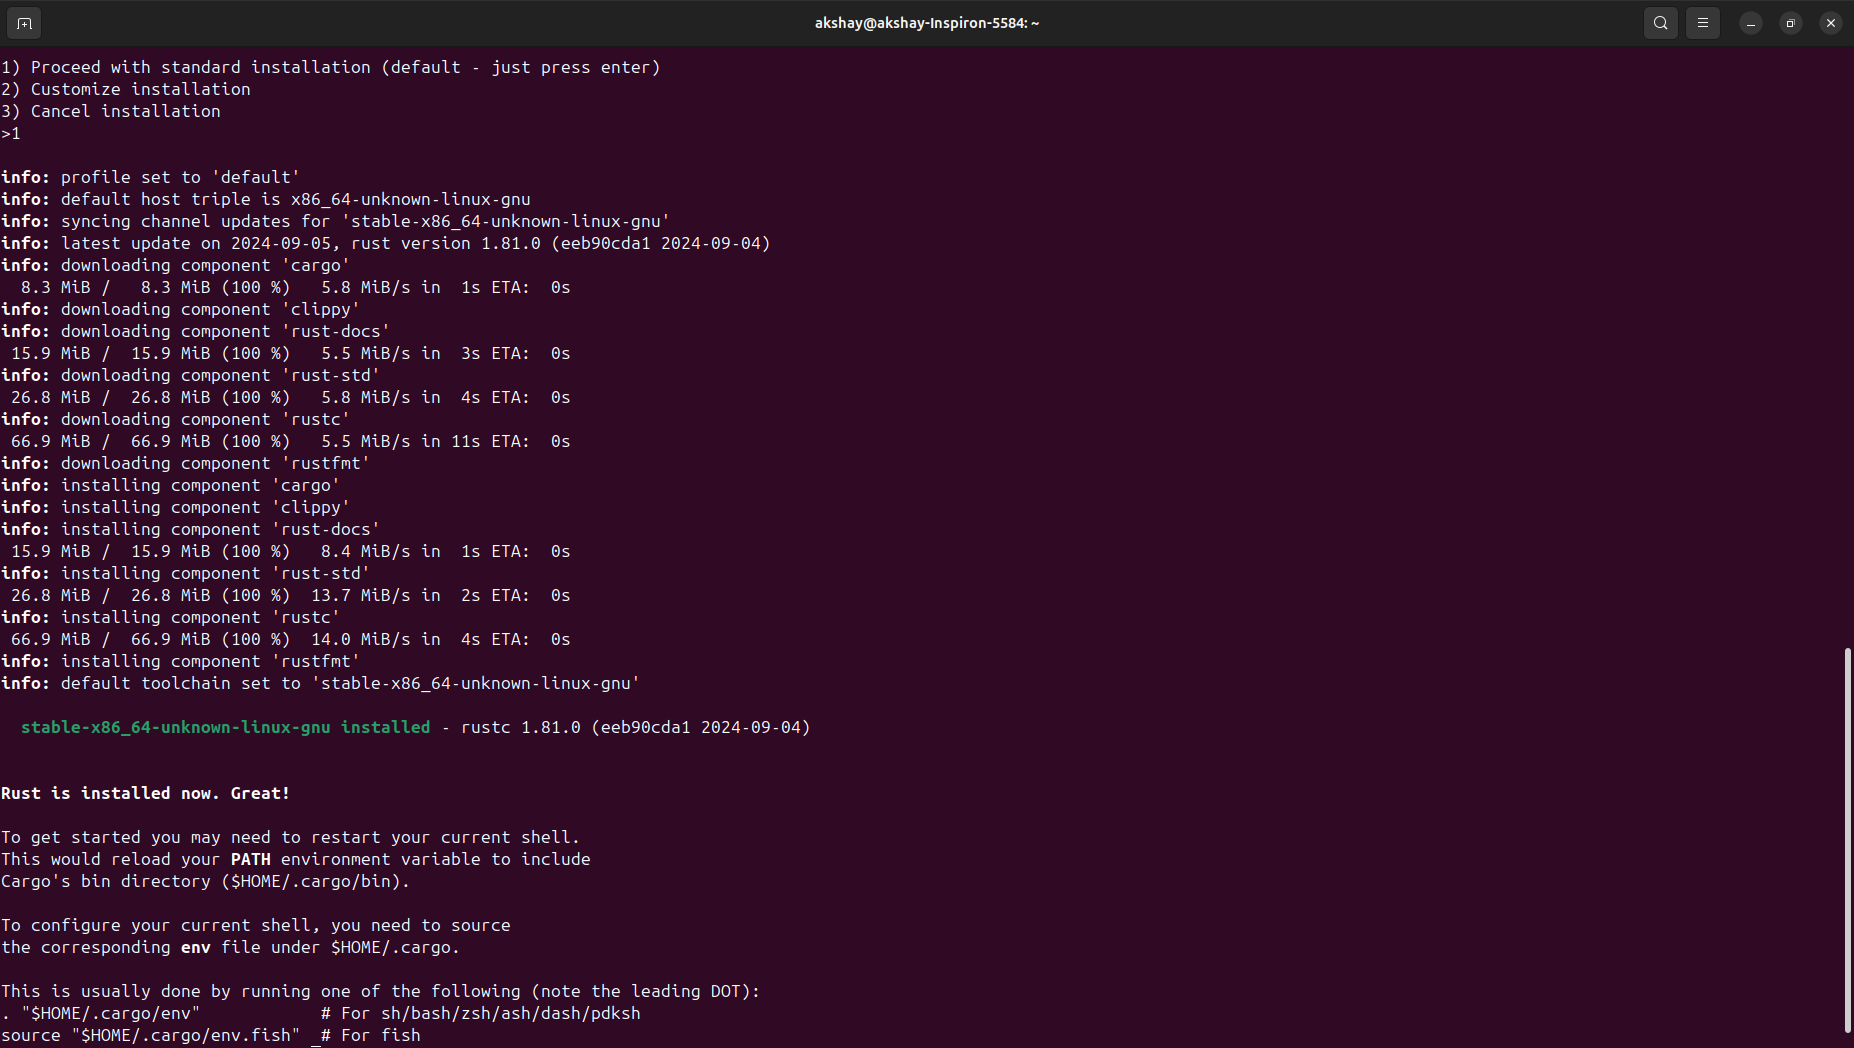 akshay@akshay-Inspiron-5584: ~
1) Proceed with standard installation (default - just press enter)
2) Customize installation
3) Cancel installation
>1
info: profile set to 'default'
info: default host triple is x86_64-unknown-linux-gnu
info: syncing channel updates for 'stable-x86_64-unknown-linux-gnu'
info: latest update on 2024-09-05, rust version 1.81.0 (eeb90cda1 2024-09-04)
info: downloading component 'cargo'
  8.3 MiB /   8.3 MiB (100 %)   5.8 MiB/s in  1s ETA:  0s
info: downloading component 'clippy'
info: downloading component 'rust-docs'
 15.9 MiB /  15.9 MiB (100 %)   5.5 MiB/s in  3s ETA:  0s
info: downloading component 'rust-std'
 26.8 MiB /  26.8 MiB (100 %)   5.8 MiB/s in  4s ETA:  0s
info: downloading component 'rustc'
 66.9 MiB /  66.9 MiB (100 %)   5.5 MiB/s in 11s ETA:  0s
info: downloading component 'rustfmt'
info: installing component 'cargo'
info: installing component 'clippy'
info: installing component 'rust-docs'
 15.9 MiB /  15.9 MiB (100 %)   8.4 MiB/s in  1s ETA:  0s
info: installing component 'rust-std'
 26.8 MiB /  26.8 MiB (100 %)  13.7 MiB/s in  2s ETA:  0s
info: installing component 'rustc'
 66.9 MiB /  66.9 MiB (100 %)  14.0 MiB/s in  4s ETA:  0s
info: installing component 'rustfmt'
info: default toolchain set to 'stable-x86_64-unknown-linux-gnu'
  stable-x86_64-unknown-linux-gnu installed - rustc 1.81.0 (eeb90cda1 2024-09-04)
Rust is installed now. Great!
To get started you may need to restart your current shell.
This would reload your PATH environment variable to include
Cargo's bin directory ($HOME/.cargo/bin).
To configure your current shell, you need to source
the corresponding env file under $HOME/.cargo.
This is usually done by running one of the following (note the leading DOT):
. "$HOME/.cargo/env"            # For sh/bash/zsh/ash/dash/pdksh
source "$HOME/.cargo/env.fish"  # For fish